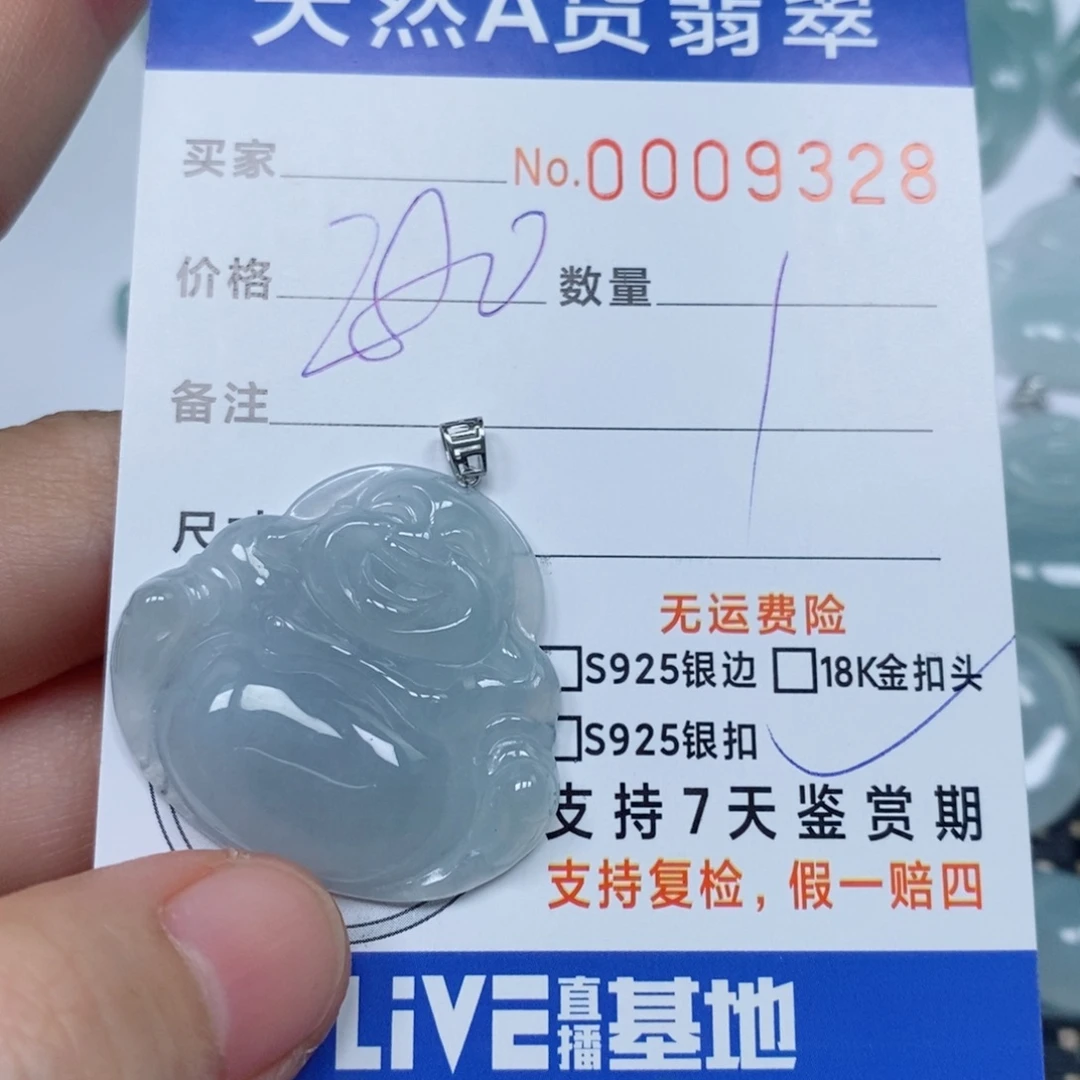 天然A货翡翠
买家 No.0009328
价格 280 数量 1
备注
尺寸
无运费险
S925银边 18K金扣头
S925银扣
支持7天鉴赏期
支持复检，假一赔四
LiVE直播基地